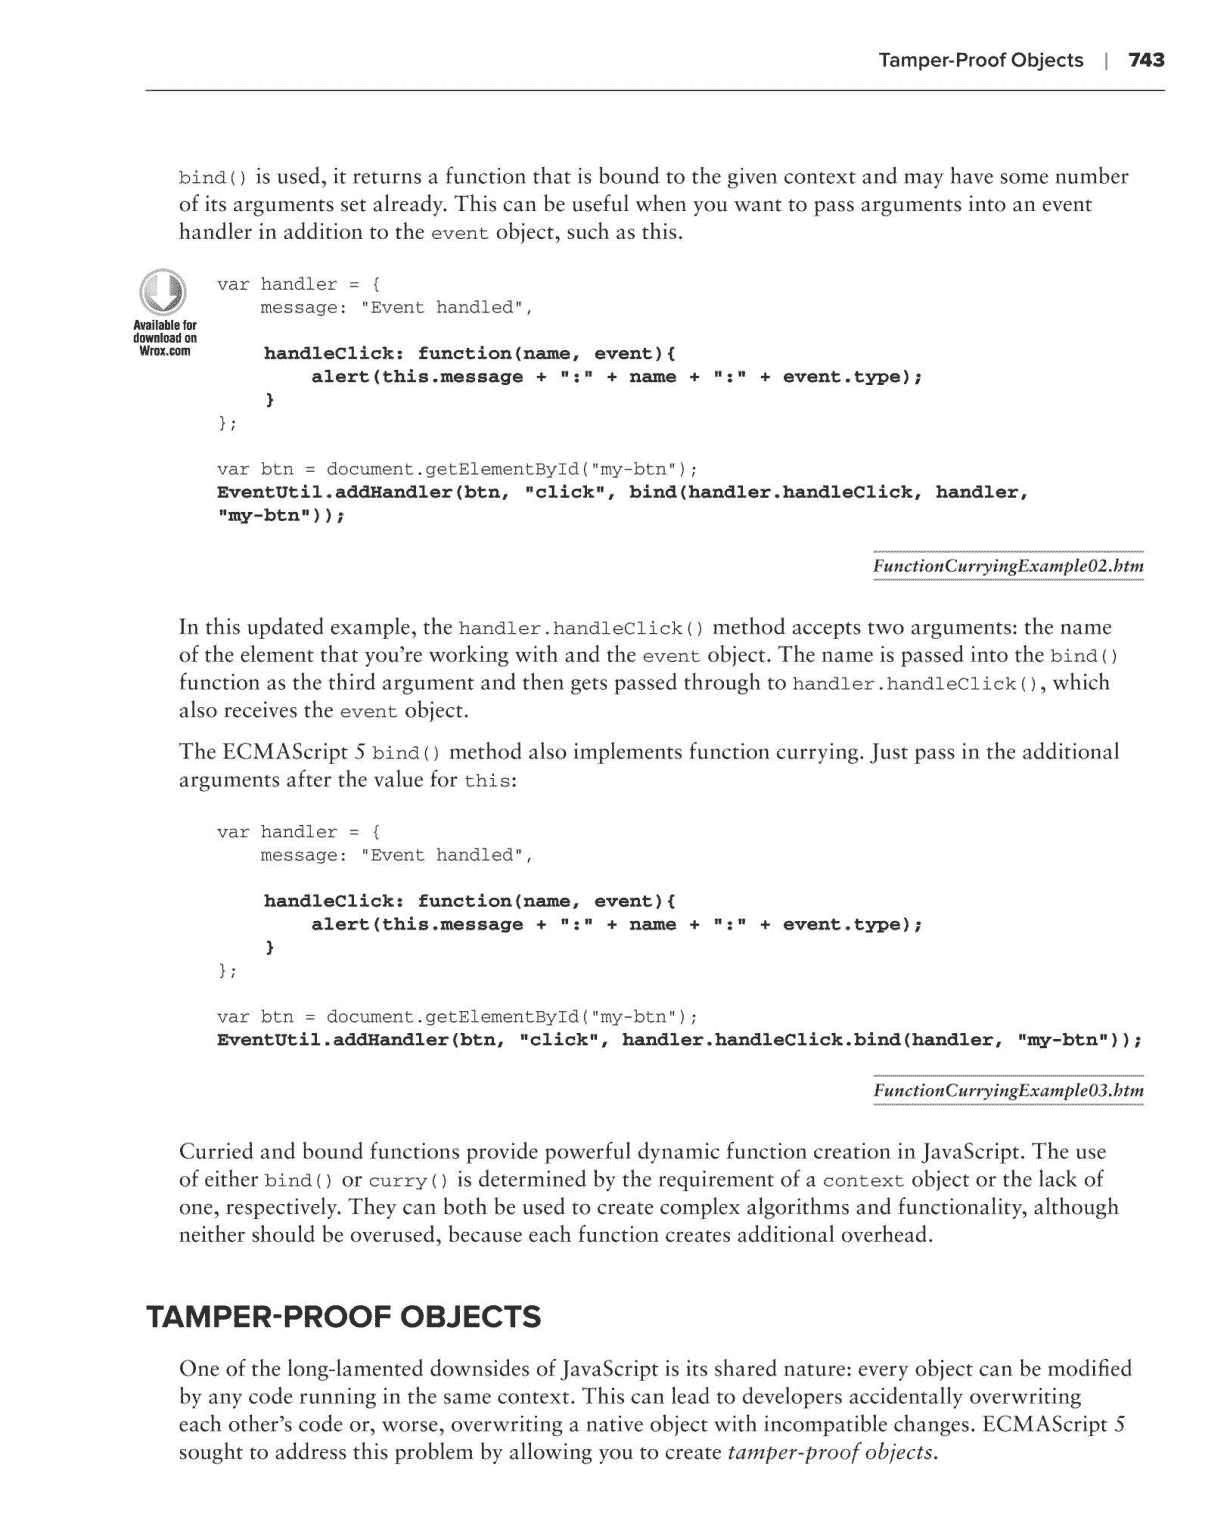 Tamper-Proof Objects | 743
bind() is used, it returns a function that is bound to the given context and may have some number
of its arguments set already. This can be useful when you want to pass arguments into an event
handler in addition to the event object, such as this.
var handler = {
message: "Event handled",
Available for
download on
Wrox.com
handleClick: function(name, event){
alert(this.message + ":" + name + ":" + event.type);
}
};
var btn = document.getElementById("my-btn");
EventUtil.addHandler(btn, "click", bind(handler.handleClick, handler,
"my-btn"));
FunctionCurryingExample02.htm
In this updated example, the handler.handleClick() method accepts two arguments: the name
of the element that you're working with and the event object. The name is passed into the bind()
function as the third argument and then gets passed through to handler.handleClick(), which
also receives the event object.
The ECMAScript 5 bind() method also implements function currying. Just pass in the additional
arguments after the value for this:
var handler = {
message: "Event handled",
handleClick: function(name, event){
alert(this.message + ":" + name + ":" + event.type);
}
};
var btn = document.getElementById("my-btn");
EventUtil.addHandler(btn, "click", handler.handleClick.bind(handler, "my-btn"));
FunctionCurryingExample03.htm
Curried and bound functions provide powerful dynamic function creation in JavaScript. The use
of either bind() or curry() is determined by the requirement of a context object or the lack of
one, respectively. They can both be used to create complex algorithms and functionality, although
neither should be overused, because each function creates additional overhead.
TAMPER-PROOF OBJECTS
One of the long-lamented downsides of JavaScript is its shared nature: every object can be modified
by any code running in the same context. This can lead to developers accidentally overwriting
each other's code or, worse, overwriting a native object with incompatible changes. ECMAScript 5
sought to address this problem by allowing you to create tamper-proof objects.